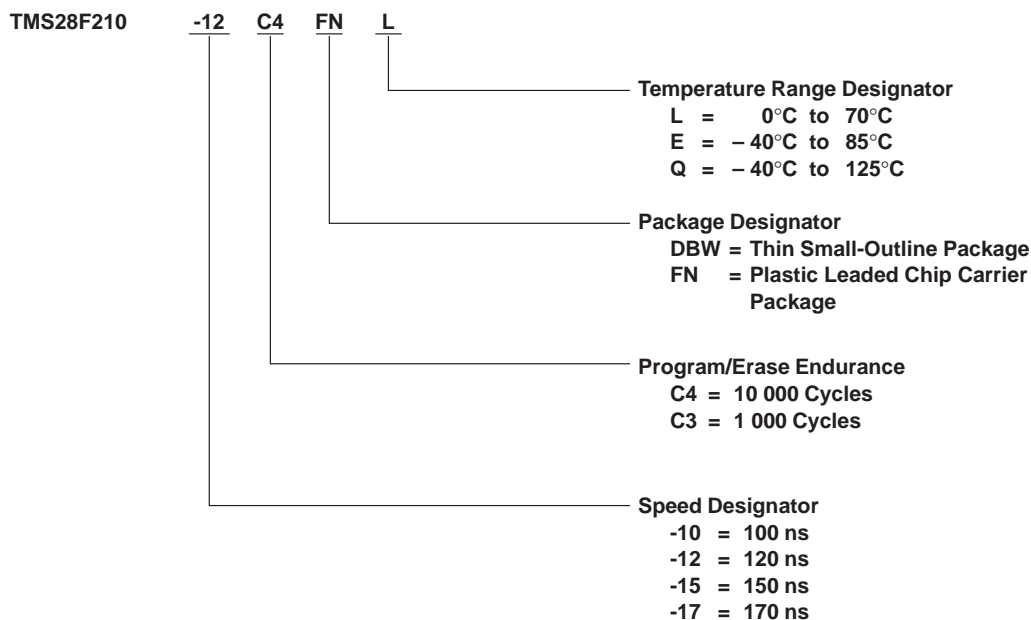 TMS28F210 -12 C4 FN L
Temperature Range Designator
L = 0°C to 70°C
E = – 40°C to 85°C
Q = – 40°C to 125°C
Package Designator
DBW = Thin Small-Outline Package
FN = Plastic Leaded Chip Carrier
Package
Program/Erase Endurance
C4 = 10 000 Cycles
C3 = 1 000 Cycles
Speed Designator
-10 = 100 ns
-12 = 120 ns
-15 = 150 ns
-17 = 170 ns